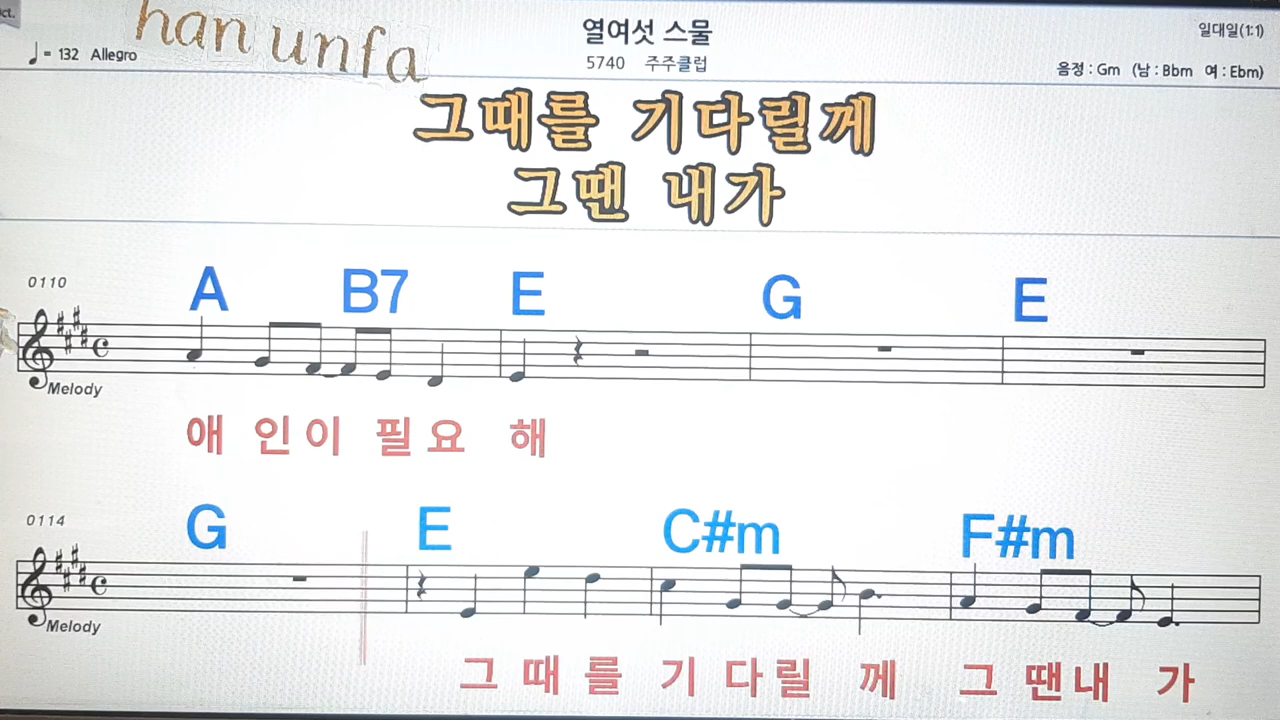 ct.
han unfa
열여섯 스물
일대일(1:1)
♩ = 132 Allegro
5740 주주클럽
음정 : Gm (남 : Bbm 여 : Ebm)
그때를 기다릴께
그땐 내가
0110
A B7 E G E
Melody
애 인이 필요 해
0114
G E C#m F#m
Melody
그 때 를 기 다릴 께 그 땐내 가